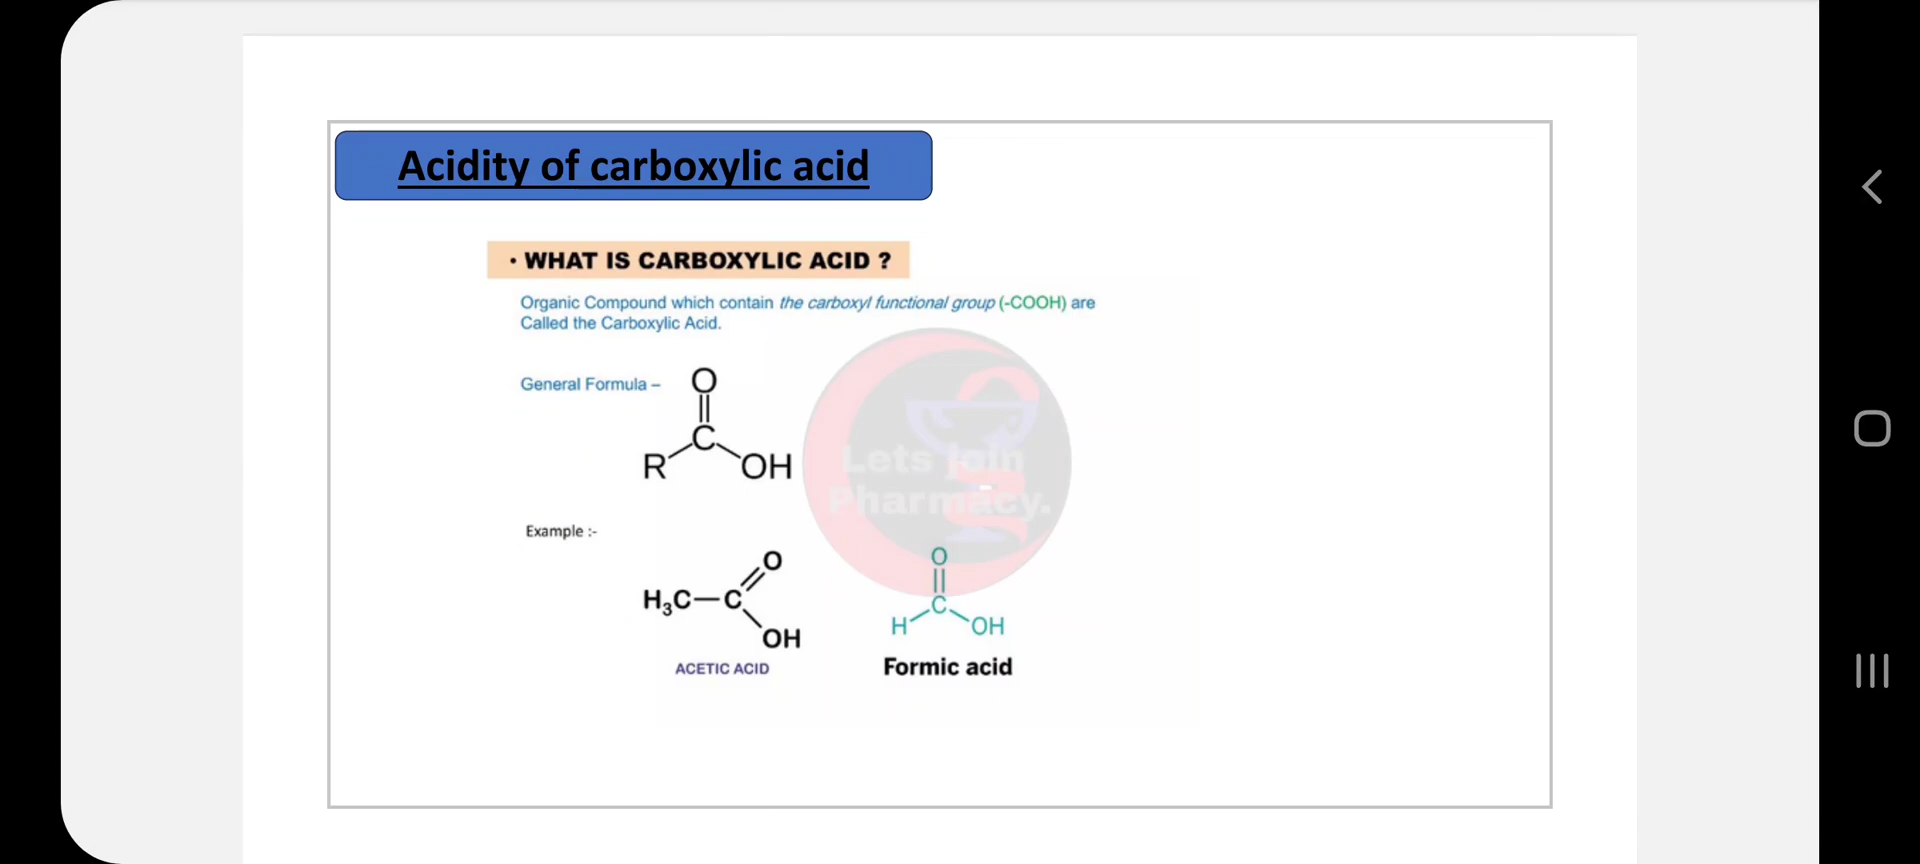 Acidity of carboxylic acid
• WHAT IS CARBOXYLIC ACID ?
Organic Compound which contain the carboxyl functional group (-COOH) are
Called the Carboxylic Acid.
General Formula –
O
C
R
OH
Lets join
Pharmacy.
Example :-
O
H₃C–C
OH
ACETIC ACID
O
C
H
OH
Formic acid